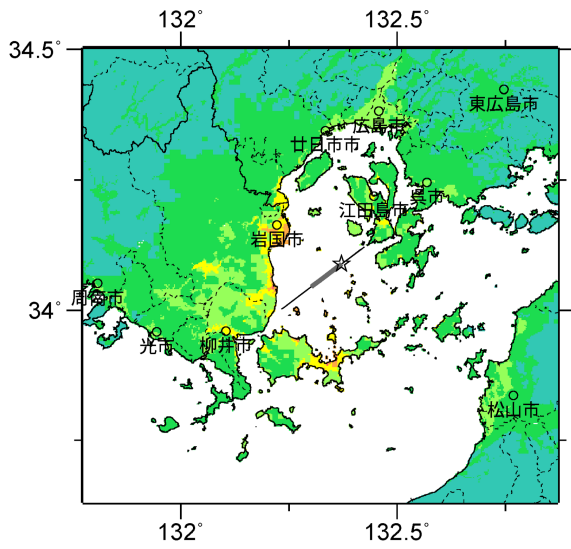 132° 132.5°
34.5°
東広島市
広島市
廿日市市
呉市
江田島市
岩国市
周南市
34°
光市
柳井市
松山市
132° 132.5°